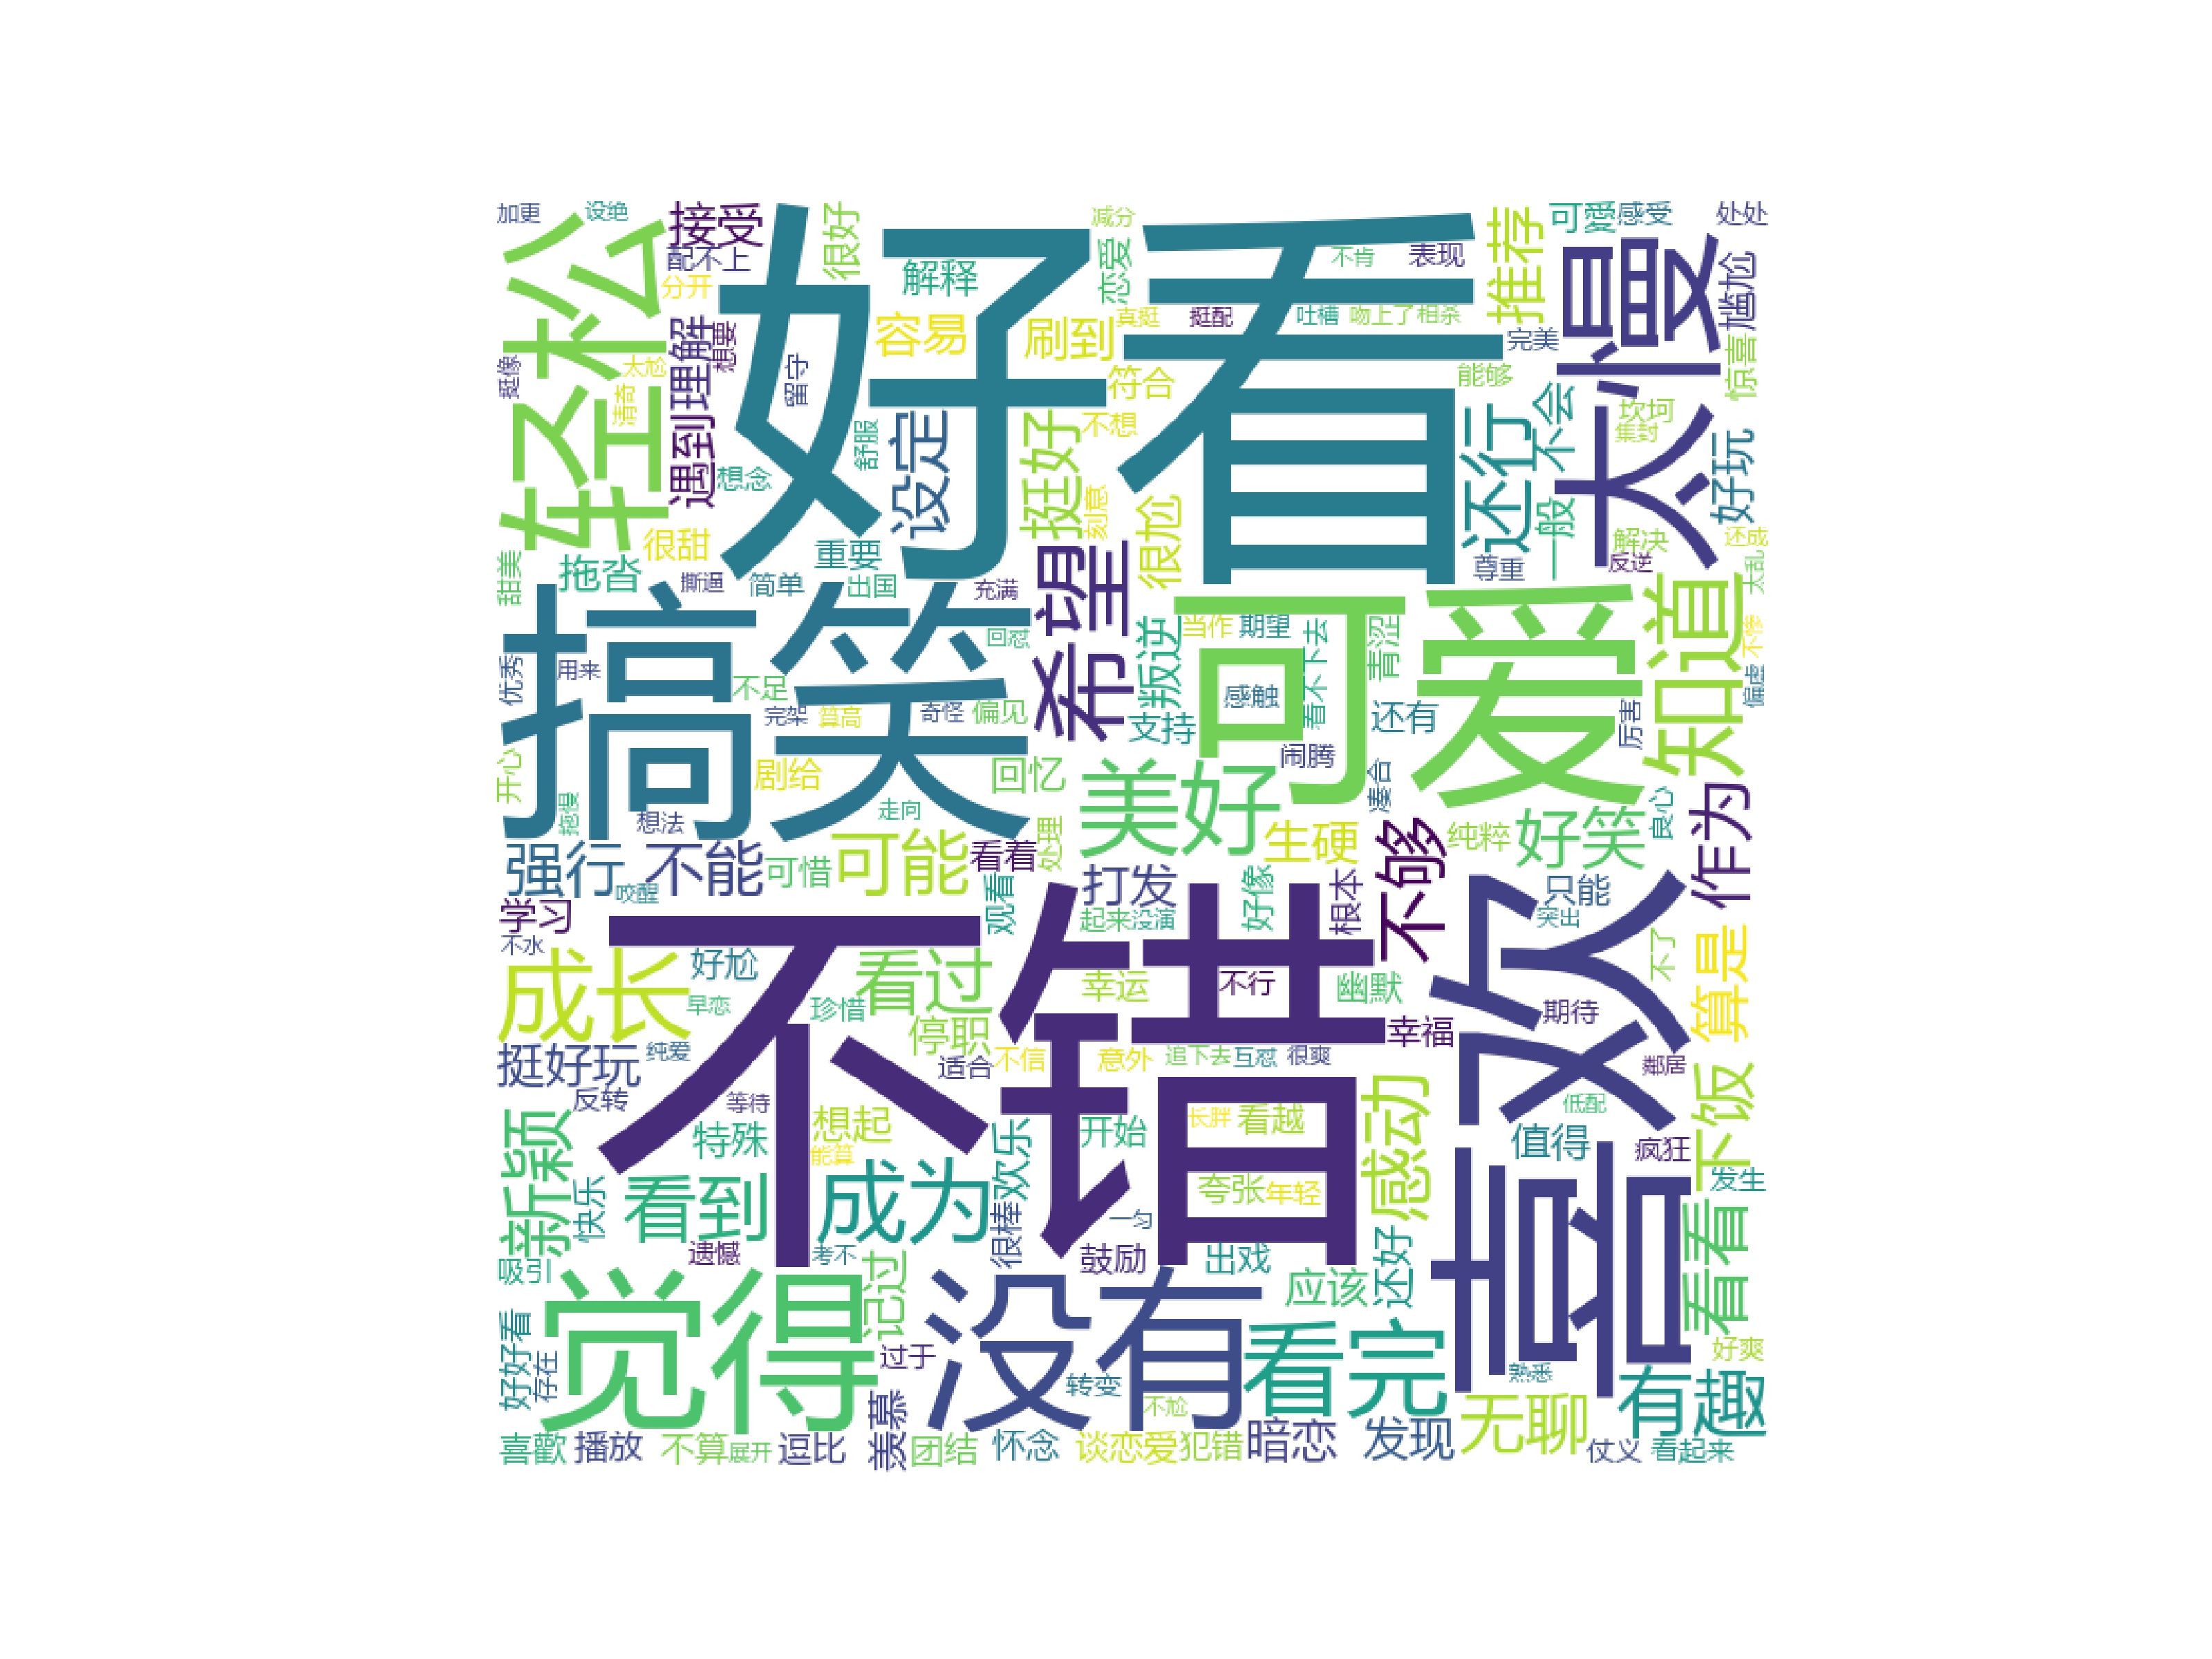 加更
设绝
接受
很好
减分
推荐
可愛
感受
处处
好看
轻松
配不上
解释
恋爱
不肯
表现
太慢
尴尬
分开
容易
刷到
真挺
挺配
吐槽
吻上了
相杀
完美
惊喜
挺像
太尬
清奇
遇到
理解
想要
留守
符合
能够
不想
坎坷
集封
好玩
舒服
设定
挺好
还行
不会
一般
想念
刻意
很尬
很甜
重要
解决
还成
甜美
拖沓
撕逼
简单
出国
充满
希望
尊重
反逆
太乱
搞笑
可爱
知道
回怼
叛逆
当作
期望
看不下去
青涩
不惨
优秀
用来
不足
完架
算高
奇怪
偏见
支持
感触
还有
厉害
偏虚
开心
剧给
回忆
美好
闹腾
凑合
作为
拖慢
想法
走向
处理
生硬
不够
纯粹
好笑
良心
强行
不能
可惜
可能
看着
打发
只能
咬醒
学习
观看
起来
没演
好像
根本
突出
不水
不错
喜欢
成长
好尬
看过
幸运
不行
幽默
不了
算是
早恋
珍惜
停职
期待
幸福
挺好玩
纯爱
适合
不信
意外
追下去
互怼
很爽
鄰居
反转
等待
感动
低配
下饭
新颖
特殊
想起
能算
欢乐
开始
长胖
看越
值得
疯狂
快乐
看到
成为
很棒
夸张
年轻
发生
一勺
吸引
遗憾
考不
记过
鼓励
出戏
还好
看看
觉得
没有
应该
好好看
存在
过于
转变
看完
熟悉
好爽
羡慕
不尬
无聊
有趣
喜歡
播放
不算
展开
逗比
团结
怀念
谈恋爱
犯错
暗恋
发现
仗义
看起来